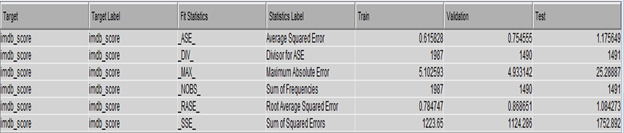 Target Target Label Fit Statistics Statistics Label Train Validation Test
imdb_score imdb_score _ASE_ Average Squared Error 0.615828 0.754555 1.175649
imdb_score imdb_score _DIV_ Divisor for ASE 1987 1490 1491
imdb_score imdb_score _MAX_ Maximum Absolute Error 5.102593 4.933142 25.28887
imdb_score imdb_score _NOBS_ Sum of Frequencies 1987 1490 1491
imdb_score imdb_score _RASE_ Root Average Squared Error 0.784747 0.868651 1.084273
imdb_score imdb_score _SSE_ Sum of Squared Errors 1223.65 1124.286 1752.892